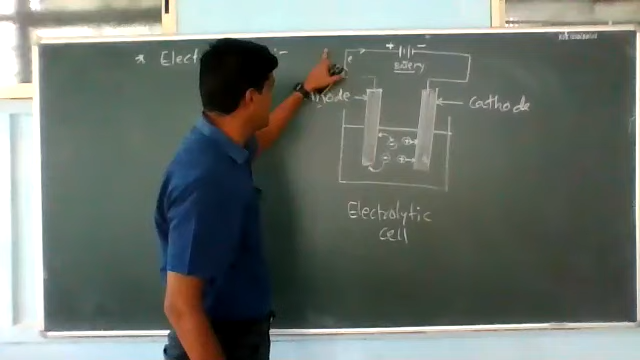 * Elect
+ -
e
Battery
Anode
Cathode
Electrolytic
cell